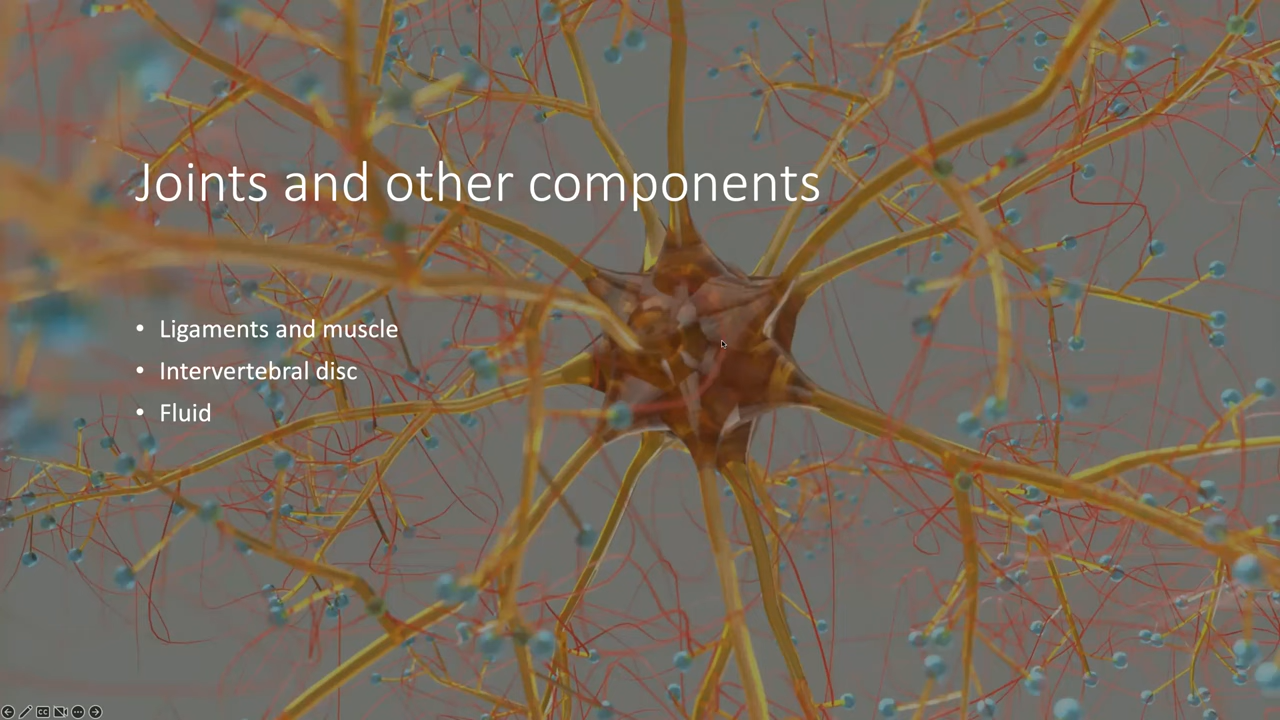 Joints and other components
• Ligaments and muscle
• Intervertebral disc
• Fluid